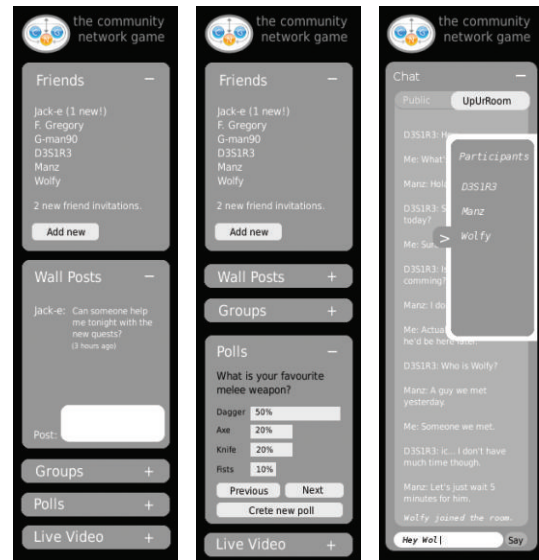 the community
network game
Friends −
Jack-e (1 new!)
F. Gregory
G-man90
D3S1R3
Manz
Wolfy
2 new friend invitations.
Add new
Wall Posts −
Jack-e: Can someone help
me tonight with the
new quests?
(3 hours ago)
Post:
Groups +
Polls +
Live Video +
the community
network game
Friends −
Jack-e (1 new!)
F. Gregory
G-man90
D3S1R3
Manz
Wolfy
2 new friend invitations.
Add new
Wall Posts +
Groups +
Polls −
What is your favourite
melee weapon?
Dagger 50%
Axe 20%
Knife 20%
Fists 10%
Previous Next
Crete new poll
Live Video +
the community
network game
Chat −
Public UpUrRoom
D3S1R3:
Me: What'
Manz: Hola
D3S1R3: S
today?
Me: Su
D3S1R3: Is
comming?
Manz: I do
Me: Actua
he'd be here later.
Participants
D3S1R3
Manz
Wolfy
>
D3S1R3: Who is Wolfy?
Manz: A guy we met
yesterday.
Me: Someone we met.
D3S1R3: ic... I don't have
much time though.
Manz: Let's just wait 5
minutes for him.
Wolfy joined the room.
Hey Wol| Say